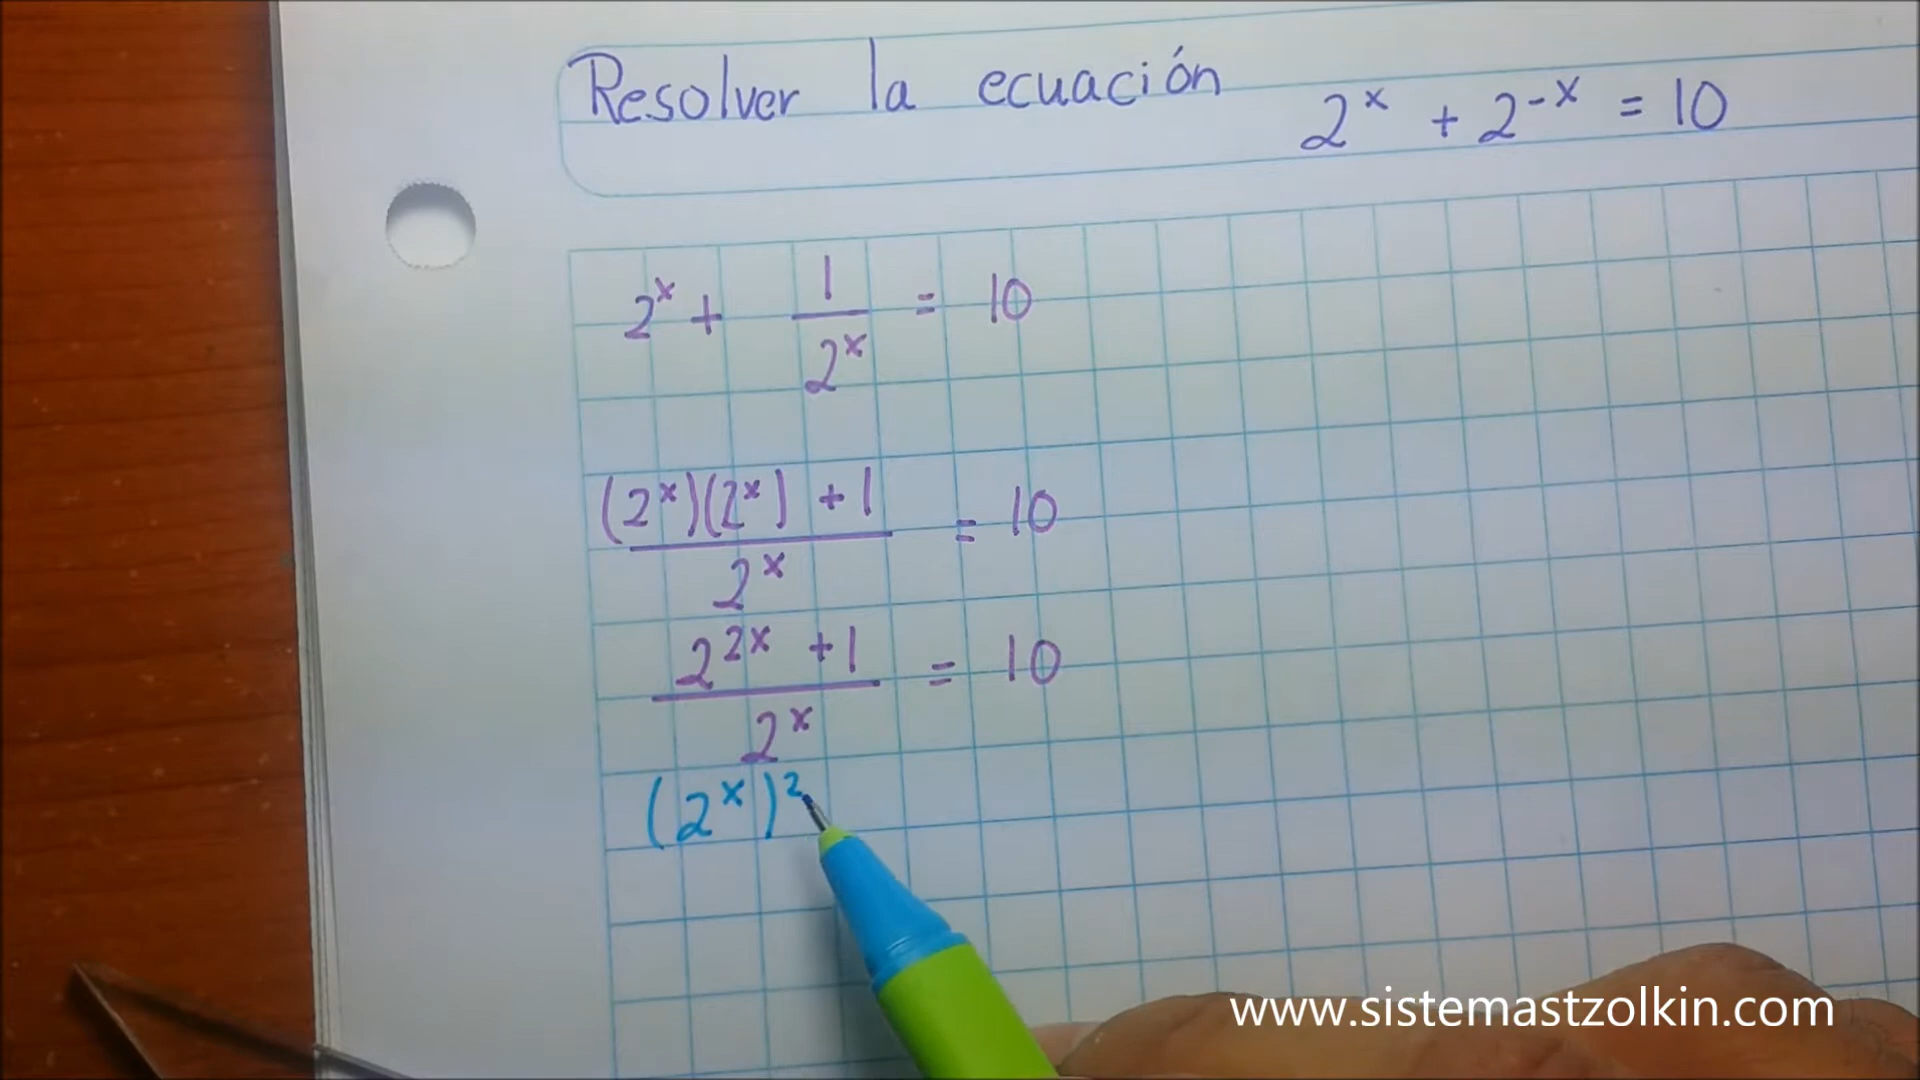 Resolver la ecuación 2^x + 2^-x = 10
2^x + 1/2^x = 10
(2^x)(2^x) + 1 / 2^x = 10
2^2x + 1 / 2^x = 10
(2^x)^2
www.sistemastzolkin.com